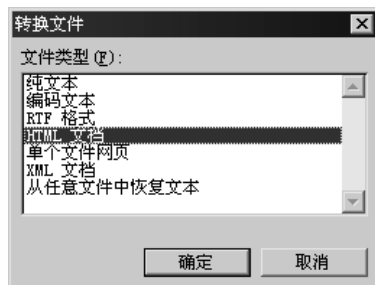 转换文件
文件类型(F):
纯文本
编码文本
RTF 格式
HTML 文档
单个文件网页
XML 文档
从任意文件中恢复文本
确定 取消